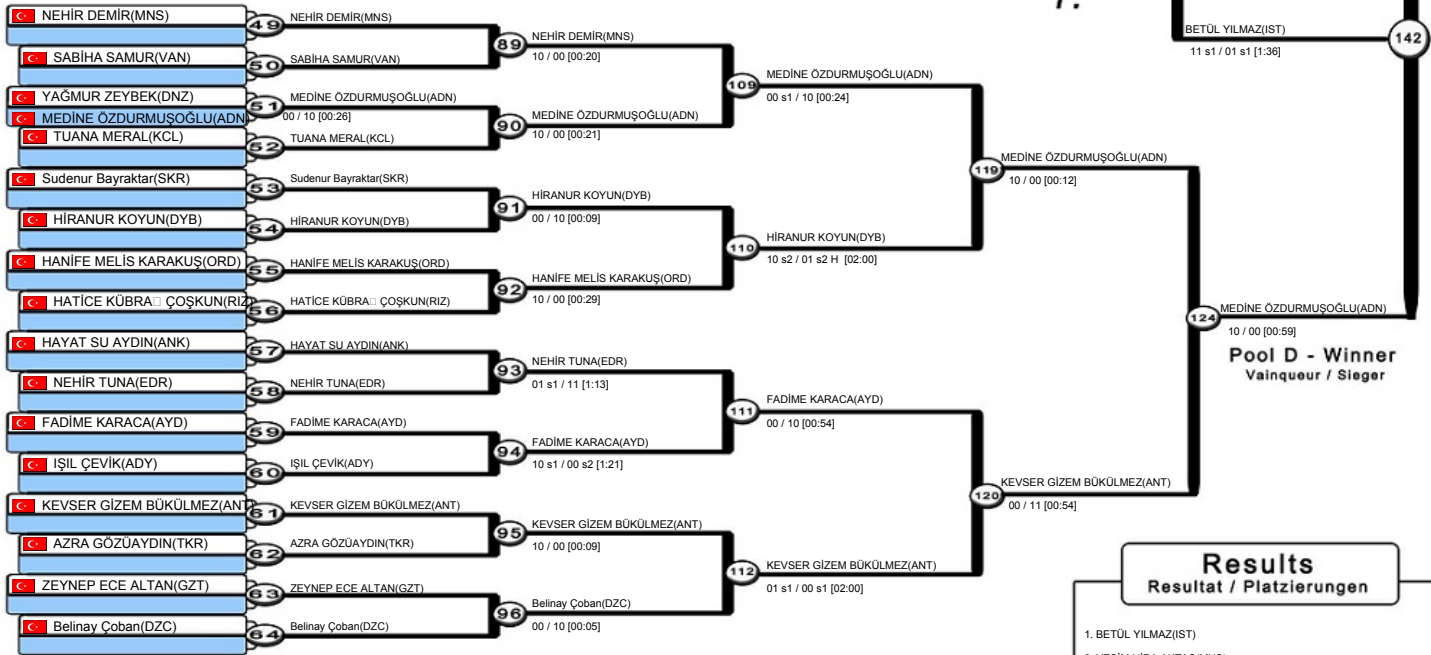 NEHİR DEMİR(MNS)
SABİHA SAMUR(VAN)
YAĞMUR ZEYBEK(DNZ)
MEDİNE ÖZDURMUŞOĞLU(ADN
TUANA MERAL(KCL)
Sudenur Bayraktar(SKR)
HİRANUR KOYUN(DYB)
HANİFE MELİS KARAKUŞ(ORD)
HATİCE KÜBRA□ ÇOŞKUN(RIZ
HAYAT SU AYDIN(ANK)
NEHİR TUNA(EDR)
FADİME KARACA(AYD)
IŞIL ÇEVİK(ADY)
KEVSER GİZEM BÜKÜLMEZ(ANT
AZRA GÖZÜAYDIN(TKR)
ZEYNEP ECE ALTAN(GZT)
Belinay Çoban(DZC)
49 NEHİR DEMİR(MNS)
50 SABİHA SAMUR(VAN)
51 MEDİNE ÖZDURMUŞOĞLU(ADN)
00 / 10 [00:26]
52 TUANA MERAL(KCL)
53 Sudenur Bayraktar(SKR)
54 HİRANUR KOYUN(DYB)
55 HANİFE MELİS KARAKUŞ(ORD)
56 HATİCE KÜBRA□ ÇOŞKUN(RIZ)
57 HAYAT SU AYDIN(ANK)
58 NEHİR TUNA(EDR)
59 FADİME KARACA(AYD)
60 IŞIL ÇEVİK(ADY)
61 KEVSER GİZEM BÜKÜLMEZ(ANT)
62 AZRA GÖZÜAYDIN(TKR)
63 ZEYNEP ECE ALTAN(GZT)
64 Belinay Çoban(DZC)
89 NEHİR DEMİR(MNS)
10 / 00 [00:20]
90 MEDİNE ÖZDURMUŞOĞLU(ADN)
10 / 00 [00:21]
91 HİRANUR KOYUN(DYB)
00 / 10 [00:09]
92 HANİFE MELİS KARAKUŞ(ORD)
10 / 00 [00:29]
93 NEHİR TUNA(EDR)
01 s1 / 11 [1:13]
94 FADİME KARACA(AYD)
10 s1 / 00 s2 [1:21]
95 KEVSER GİZEM BÜKÜLMEZ(ANT)
10 / 00 [00:09]
96 Belinay Çoban(DZC)
00 / 10 [00:05]
109 MEDİNE ÖZDURMUŞOĞLU(ADN)
00 s1 / 10 [00:24]
110 HİRANUR KOYUN(DYB)
10 s2 / 01 s2 H [02:00]
111 FADİME KARACA(AYD)
00 / 10 [00:54]
112 KEVSER GİZEM BÜKÜLMEZ(ANT)
01 s1 / 00 s1 [02:00]
119 MEDİNE ÖZDURMUŞOĞLU(ADN)
10 / 00 [00:12]
120 KEVSER GİZEM BÜKÜLMEZ(ANT)
00 / 11 [00:54]
124 MEDİNE ÖZDURMUŞOĞLU(ADN)
10 / 00 [00:59]
Pool D - Winner
Vainqueur / Sieger
BETÜL YILMAZ(IST)
11 s1 / 01 s1 [1:36]
142
Results
Resultat / Platzierungen
1. BETÜL YILMAZ(IST)